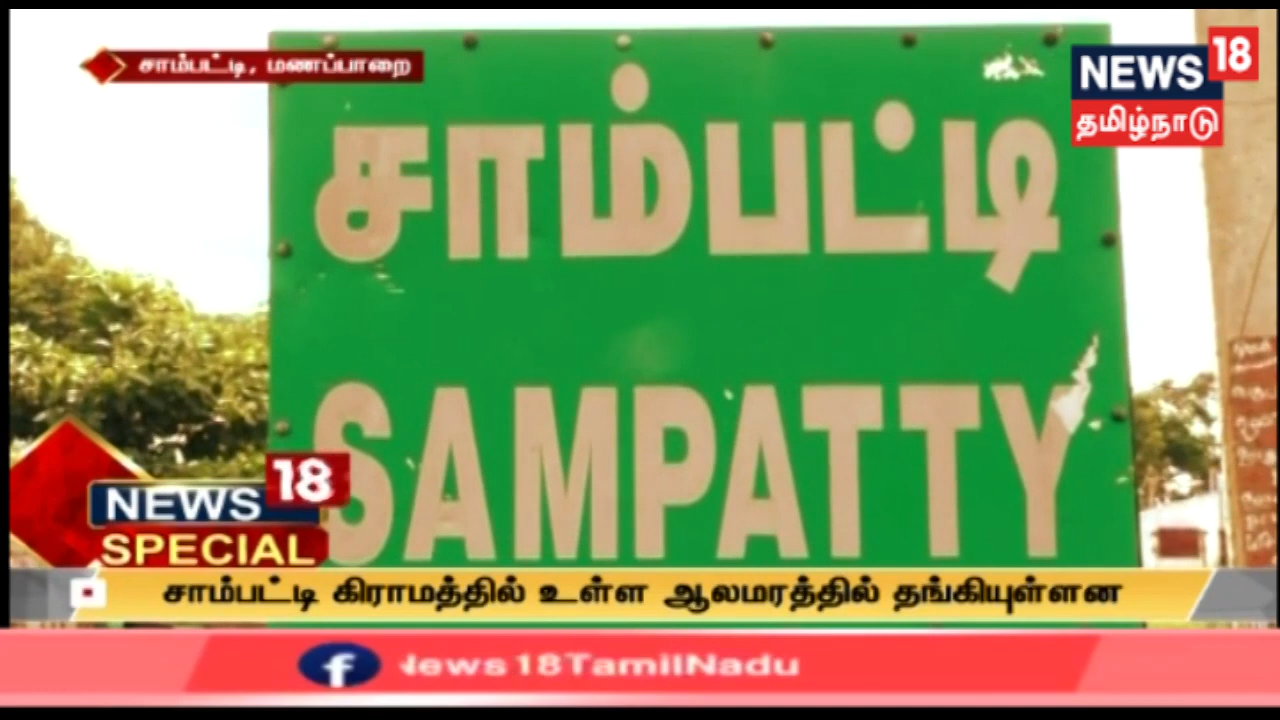 சாம்பட்டி, மணப்பாறை
NEWS 18
தமிழ்நாடு
சாம்பட்டி
SAMPATTY
NEWS 18
SPECIAL
சாம்பட்டி கிராமத்தில் உள்ள ஆலமரத்தில் தங்கியுள்ளன
News18TamilNadu